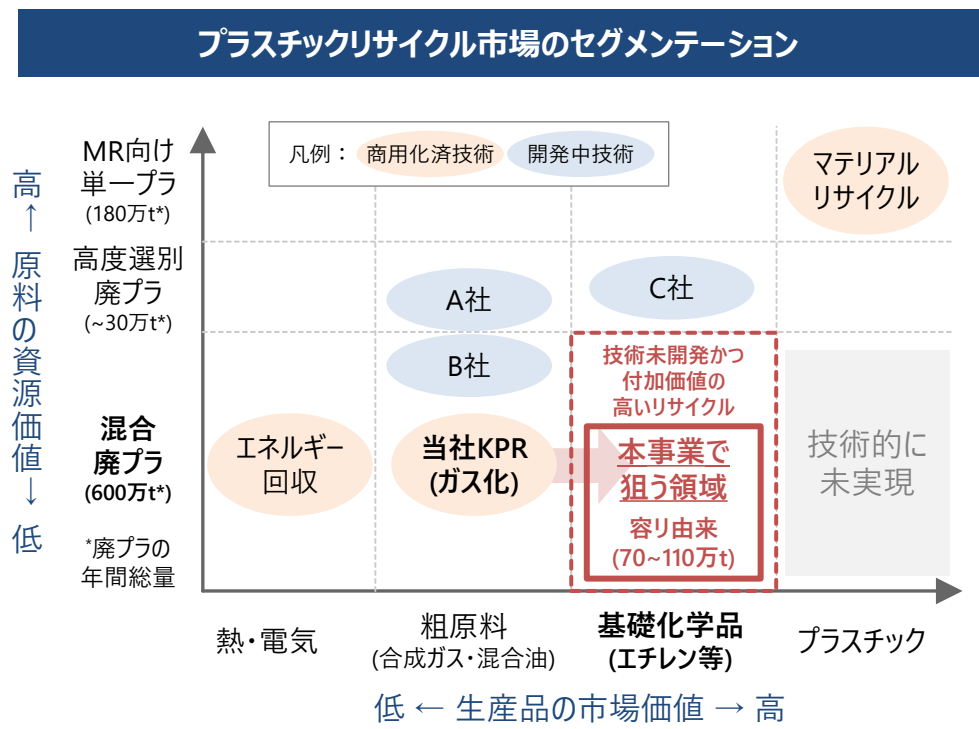 プラスチックリサイクル市場のセグメンテーション
凡例： 商用化済技術 開発中技術
高 ← 原料の資源価値 → 低
MR向け
単一プラ
(180万t*)
マテリアル
リサイクル
高度選別
廃プラ
(~30万t*)
A社
C社
B社
技術未開発かつ
付加価値の
高いリサイクル
混合
廃プラ
(600万t*)
エネルギー
回収
当社KPR
(ガス化)
本事業で
狙う領域
容リ由来
(70~110万t)
技術的に
未実現
*廃プラの
年間総量
熱・電気
粗原料
(合成ガス・混合油)
基礎化学品
(エチレン等)
プラスチック
低 ← 生産品の市場価値 → 高